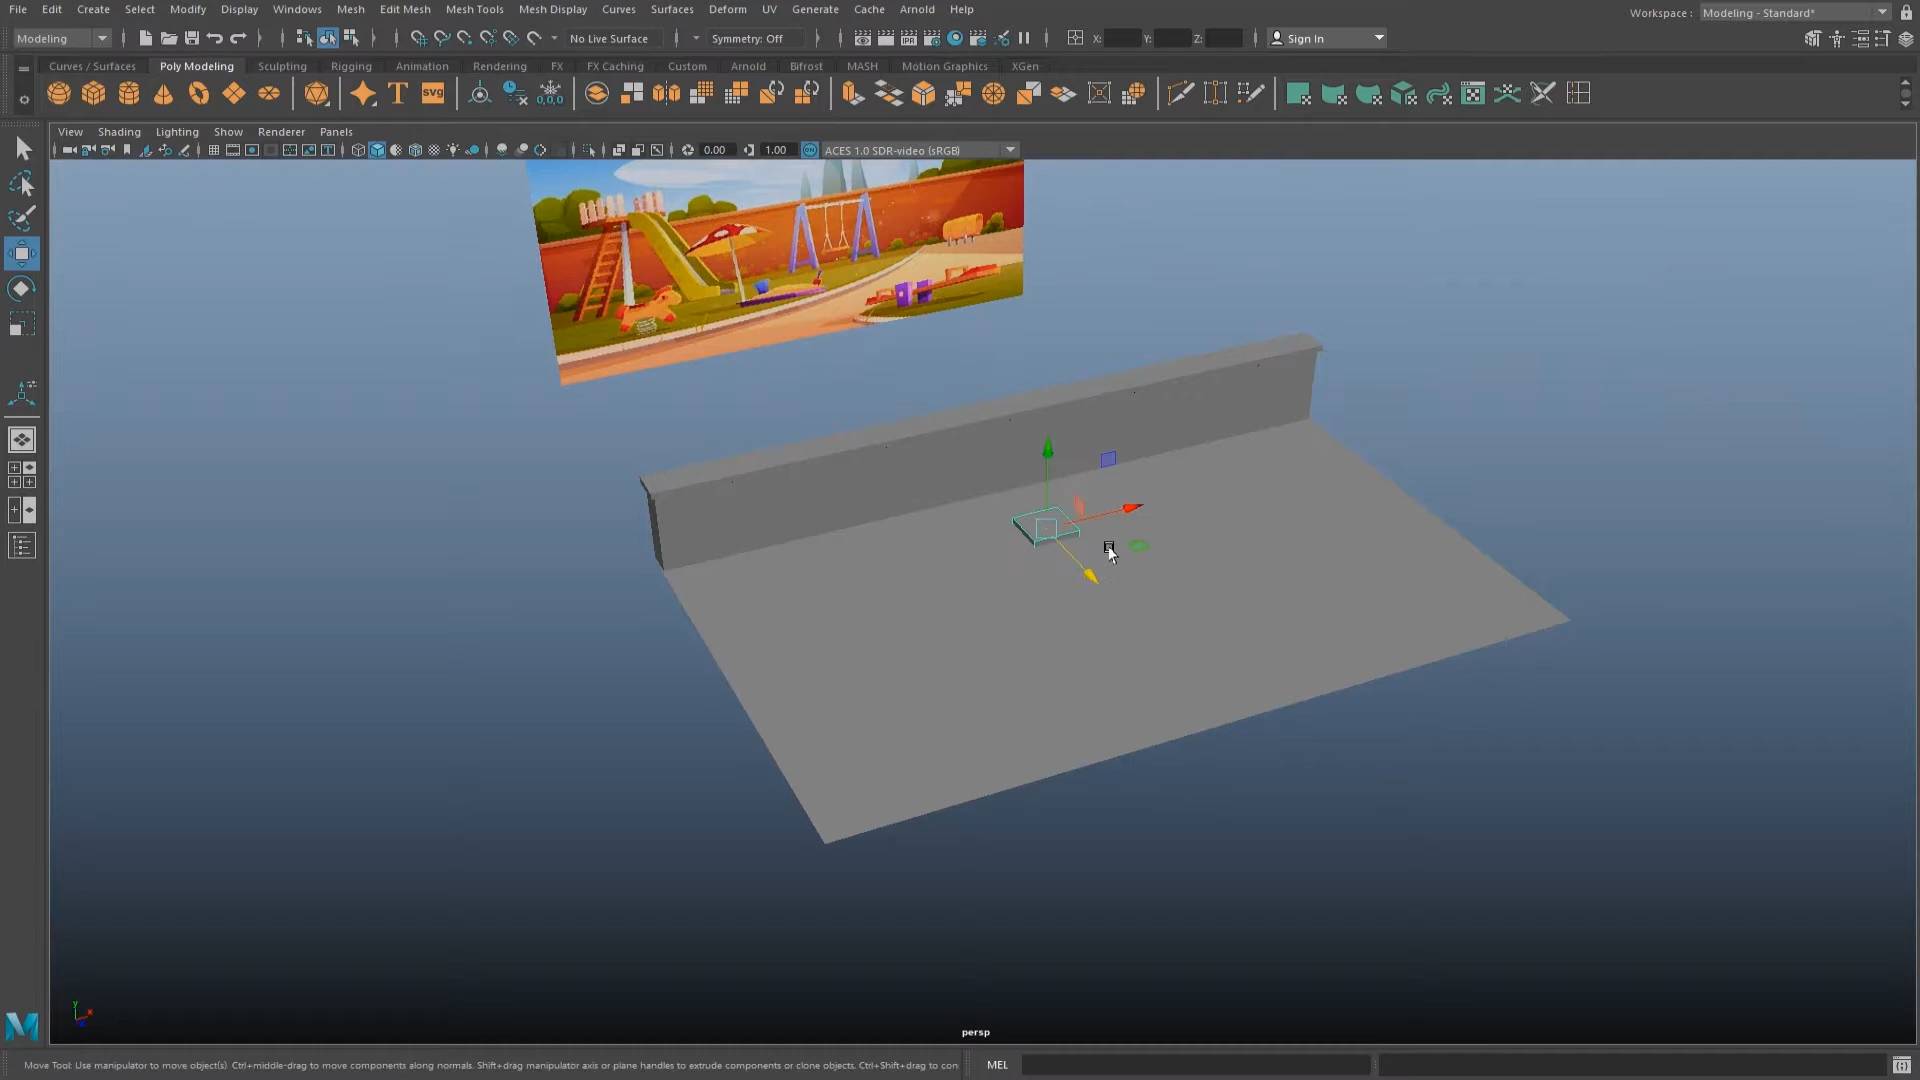 File Edit Create Select Modify Display Windows Mesh Edit Mesh Mesh Tools Mesh Display Curves Surfaces Deform UV Generate Cache Arnold Help Workspace : Modeling - Standard*
Modeling No Live Surface Symmetry: Off X: Y: Z: Sign In
Curves / Surfaces Poly Modeling Sculpting Rigging Animation Rendering FX FX Caching Custom Arnold Bifrost MASH Motion Graphics XGen
T svg 0,0,0
View Shading Lighting Show Renderer Panels
0.00 1.00 ACES 1.0 SDR-video (sRGB)
y
persp
Move Tool: Use manipulator to move object(s). Ctrl+middle-drag to move components along normals. Shift+drag manipulator axis or plane handles to extrude components or clone objects. Ctrl+Shift+drag to con MEL